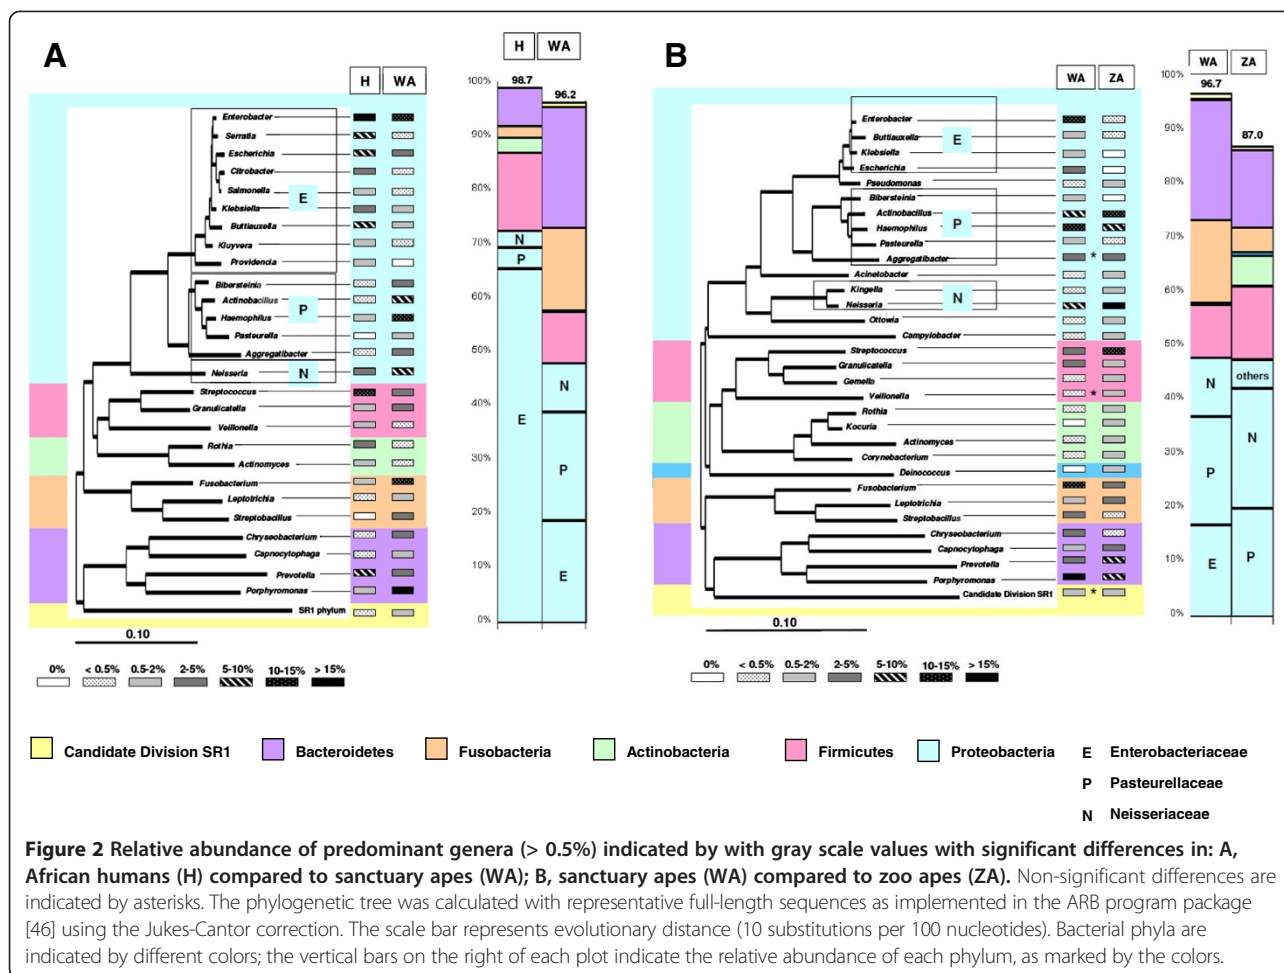 A
H WA
Enterobacter
Serratia
Escherichia
Citrobacter
Salmonella
E
Klebsiella
Buttiauxella
Kluyvera
Providencia
Bibersteinia
Actinobacillus
P
Haemophilus
Pasteurella
Aggregatibacter
Neisseria
N
Streptococcus
Granulicatella
Veillonella
Rothia
Actinomyces
Fusobacterium
Leptotrichia
Streptobacillus
Chryseobacterium
Capnocytophaga
Prevotella
Porphyromonas
SR1 phylum
0.10
0% < 0.5% 0.5-2% 2-5% 5-10% 10-15% > 15%
H WA
98.7
96.2
100%
90%
80%
70%
60%
50%
40%
30%
20%
10%
0%
N
P
E
N
P
E
B
WA ZA
Enterobacter
Buttiauxella
E
Klebsiella
Escherichia
Pseudomonas
Bibersteinia
Actinobacillus
P
Haemophilus
Pasteurella
Aggregatibacter *
Acinetobacter
Kingella
N
Neisseria
Ottowia
Campylobacter
Streptococcus
Granulicatella
Gemella
Veillonella *
Rothia
Kocuria
Actinomyces
Corynebacterium
Deinococcus
Fusobacterium
Leptotrichia
Streptobacillus
Chryseobacterium
Capnocytophaga
Prevotella
Porphyromonas
Candidate Division SR1 *
0.10
0% < 0.5% 0.5-2% 2-5% 5-10% 10-15% > 15%
WA ZA
96.7
87.0
100%
90%
80%
70%
60%
50%
40%
30%
20%
10%
0%
N
P
E
others
N
P
Candidate Division SR1 Bacteroidetes Fusobacteria Actinobacteria Firmicutes Proteobacteria E Enterobacteriaceae
P Pasteurellaceae
N Neisseriaceae
Figure 2 Relative abundance of predominant genera (> 0.5%) indicated by with gray scale values with significant differences in: A,
African humans (H) compared to sanctuary apes (WA); B, sanctuary apes (WA) compared to zoo apes (ZA). Non-significant differences are
indicated by asterisks. The phylogenetic tree was calculated with representative full-length sequences as implemented in the ARB program package
[46] using the Jukes-Cantor correction. The scale bar represents evolutionary distance (10 substitutions per 100 nucleotides). Bacterial phyla are
indicated by different colors; the vertical bars on the right of each plot indicate the relative abundance of each phylum, as marked by the colors.